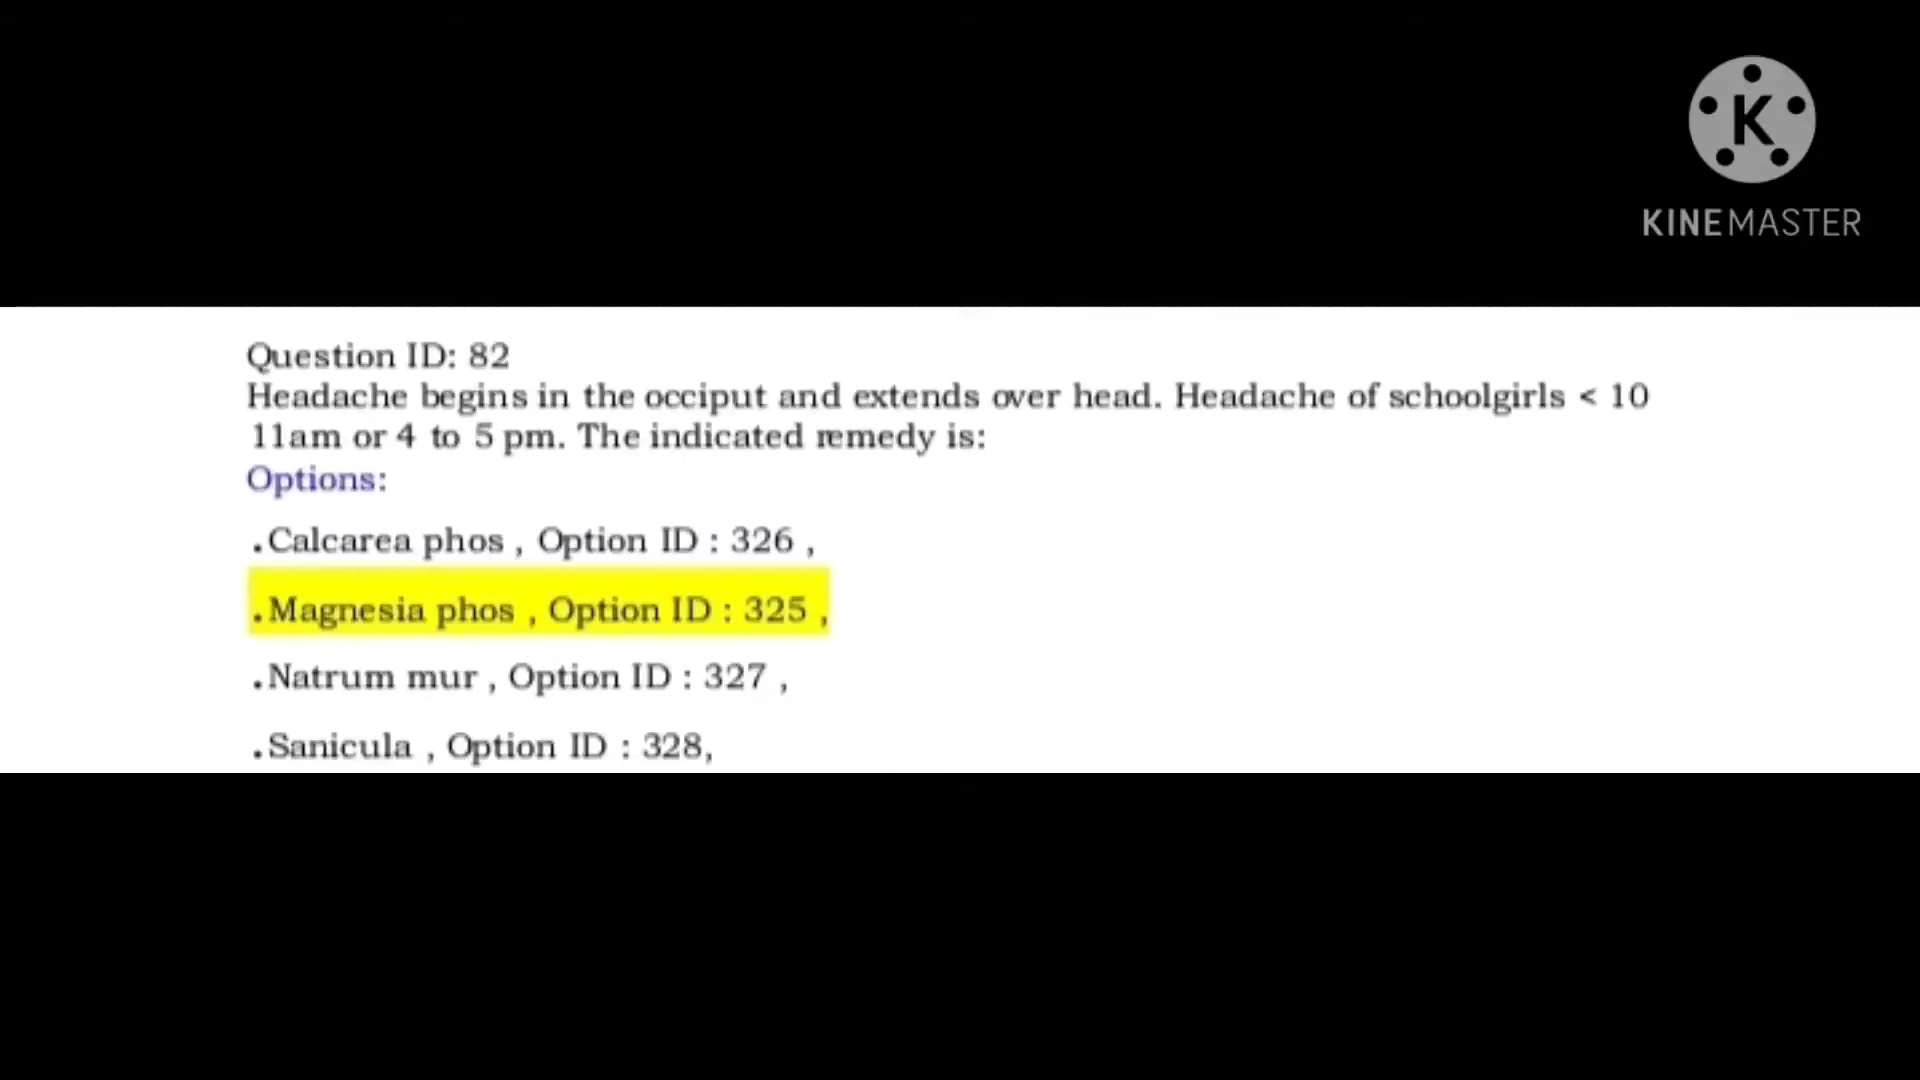 K
KINEMASTER
Question ID: 82
Headache begins in the occiput and extends over head. Headache of schoolgirls < 10
11am or 4 to 5 pm. The indicated remedy is:
Options:
.Calcarea phos , Option ID : 326 ,
.Magnesia phos , Option ID : 325 ,
.Natrum mur , Option ID : 327 ,
.Sanicula , Option ID : 328,